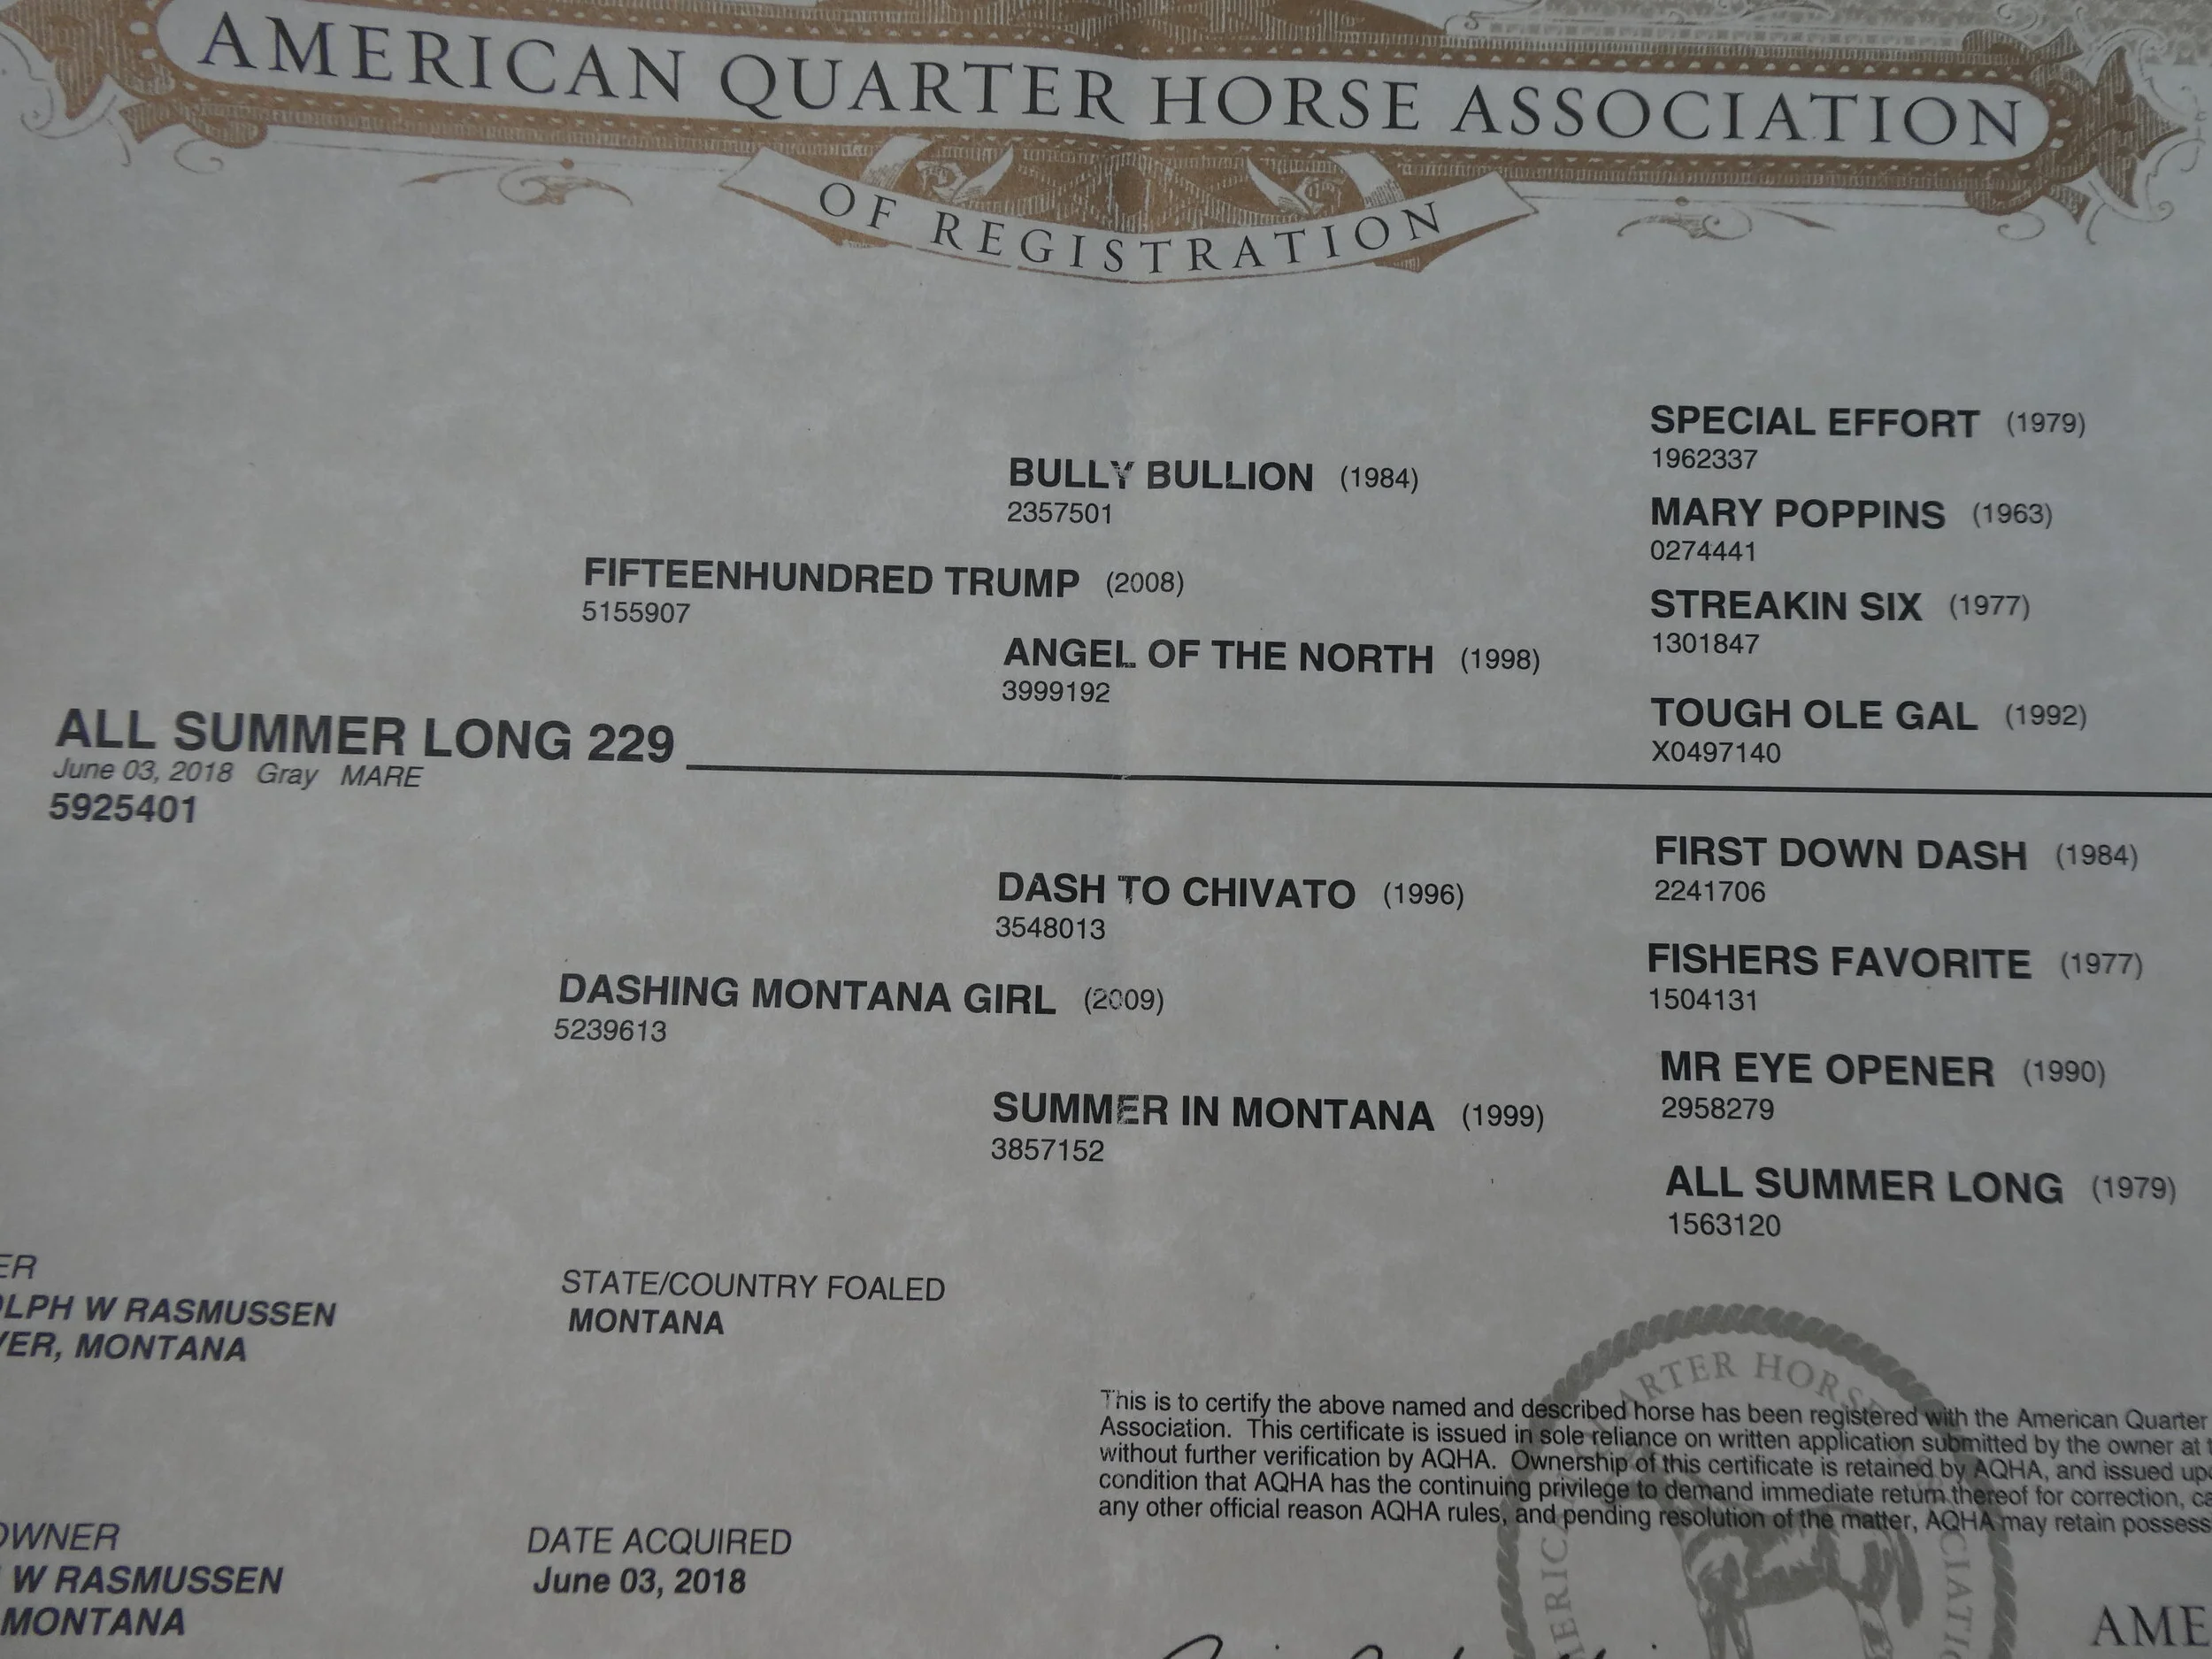 AMERICAN QUARTER HORSE ASSOCIATION
OF REGISTRATION
SPECIAL EFFORT (1979)
1962337
BULLY BULLION (1984)
2357501
MARY POPPINS (1963)
0274441
FIFTEENHUNDRED TRUMP (2008)
5155907
STREAKIN SIX (1977)
1301847
ANGEL OF THE NORTH (1998)
3999192
TOUGH OLE GAL (1992)
X0497140
ALL SUMMER LONG 229
June 03, 2018 Gray MARE
5925401
FIRST DOWN DASH (1984)
2241706
DASH TO CHIVATO (1996)
3548013
FISHERS FAVORITE (1977)
1504131
DASHING MONTANA GIRL (2009)
5239613
MR EYE OPENER (1990)
2958279
SUMMER IN MONTANA (1999)
3857152
ALL SUMMER LONG (1979)
1563120
ER
OLPH W RASMUSSEN
VER, MONTANA
STATE/COUNTRY FOALED
MONTANA
This is to certify the above named and described horse has been registered with the American Quarter
Association. This certificate is issued in sole reliance on written application submitted by the owner at
without further verification by AQHA. Ownership of this certificate is retained by AQHA, and issued
condition that AQHA has the continuing privilege to demand immediate return thereof for correction,
any other official reason AQHA rules, and pending resolution of the matter, AQHA may retain
OWNER
W RASMUSSEN
MONTANA
DATE ACQUIRED
June 03, 2018
AME